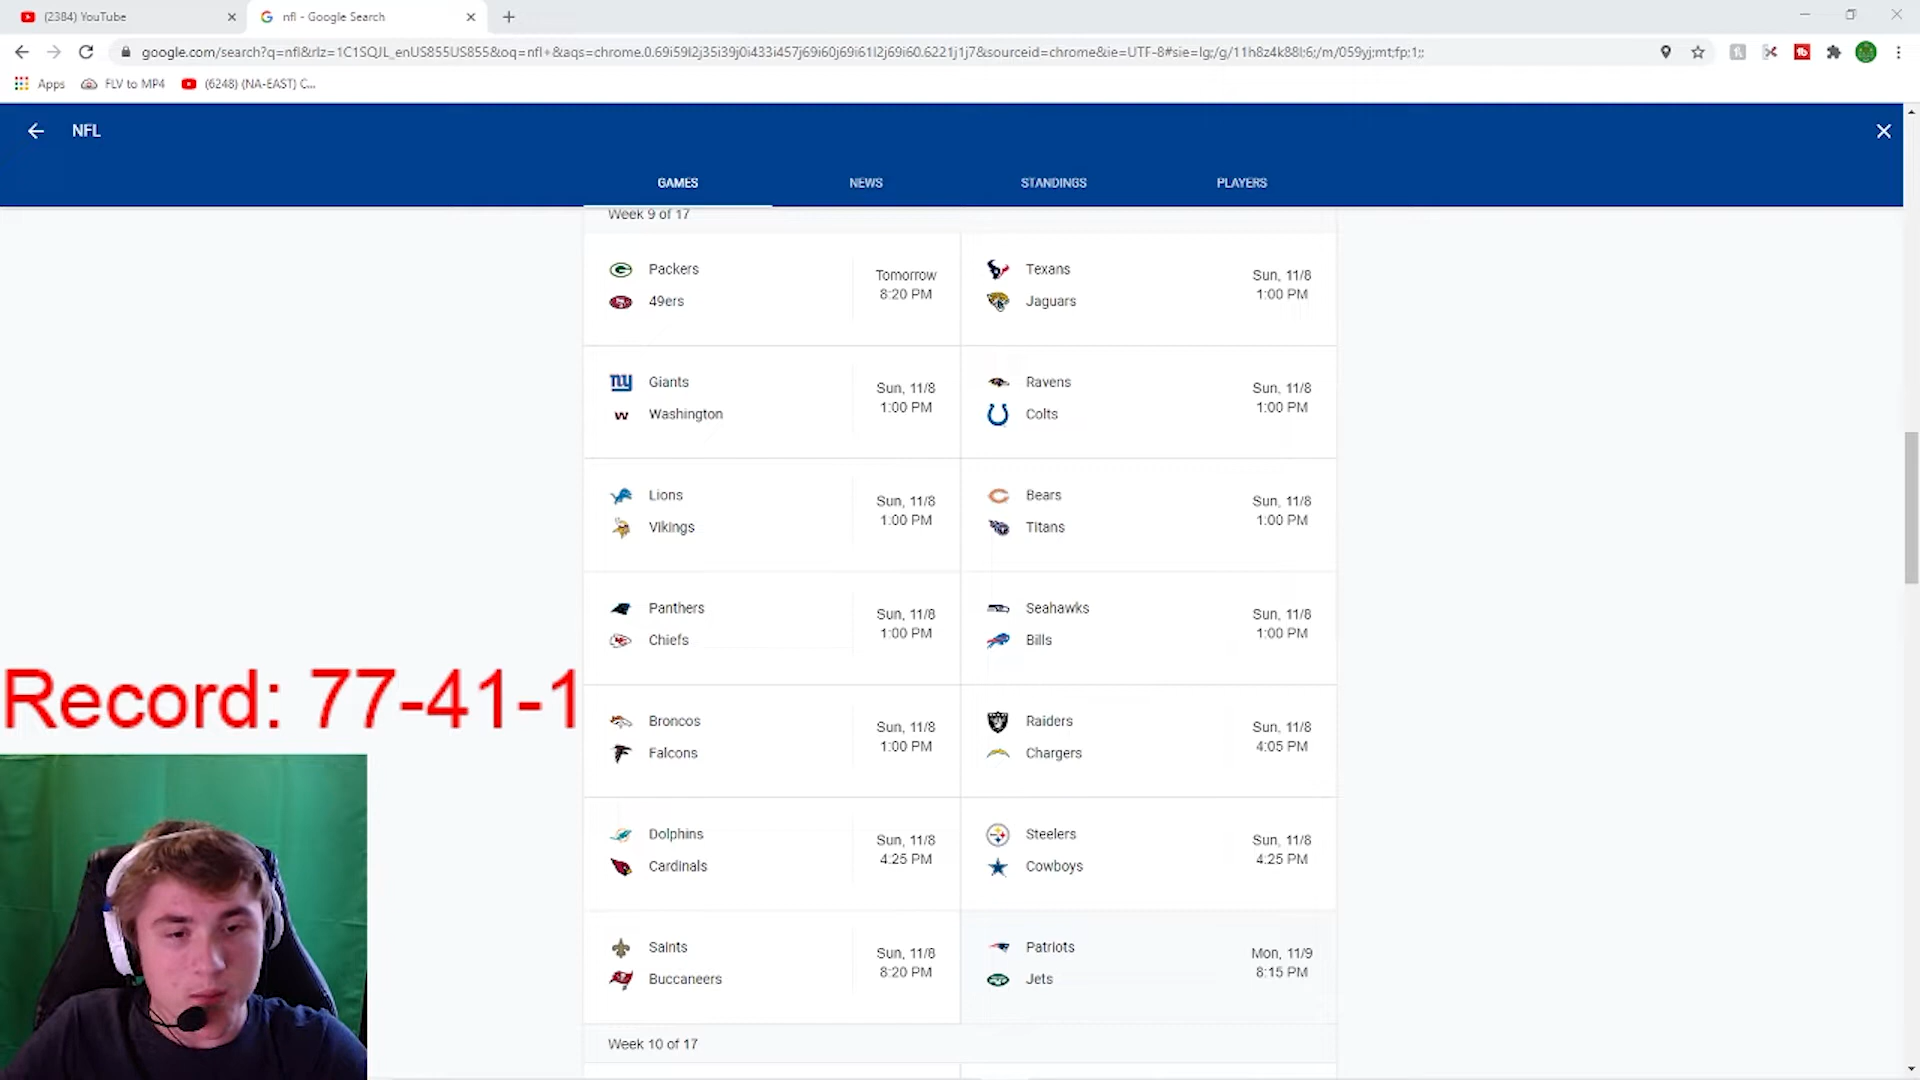 (2384) YouTube
nfl - Google Search
google.com/search?q=nfl&rlz=1C1SQJL_enUS855US855&oq=nfl+&aqs=chrome.0.69i59l2j35i39j0i433i457j69i60j69i61l2j69i60.6221j1j7&sourceid=chrome&ie=UTF-8#sie=lg;/g/11h8z4k88l;6;/m/059yj;mt;fp;1;;
Apps
FLV to MP4
(6248) (NA-EAST) C...
NFL
GAMES
NEWS
STANDINGS
PLAYERS
Week 9 of 17
Packers
49ers
Tomorrow
8:20 PM
Texans
Jaguars
Sun, 11/8
1:00 PM
Giants
Washington
Sun, 11/8
1:00 PM
Ravens
Colts
Sun, 11/8
1:00 PM
Lions
Vikings
Sun, 11/8
1:00 PM
Bears
Titans
Sun, 11/8
1:00 PM
Panthers
Chiefs
Sun, 11/8
1:00 PM
Seahawks
Bills
Sun, 11/8
1:00 PM
Record: 77-41-1
Broncos
Falcons
Sun, 11/8
1:00 PM
Raiders
Chargers
Sun, 11/8
4:05 PM
Dolphins
Cardinals
Sun, 11/8
4:25 PM
Steelers
Cowboys
Sun, 11/8
4:25 PM
Saints
Buccaneers
Sun, 11/8
8:20 PM
Patriots
Jets
Mon, 11/9
8:15 PM
Week 10 of 17